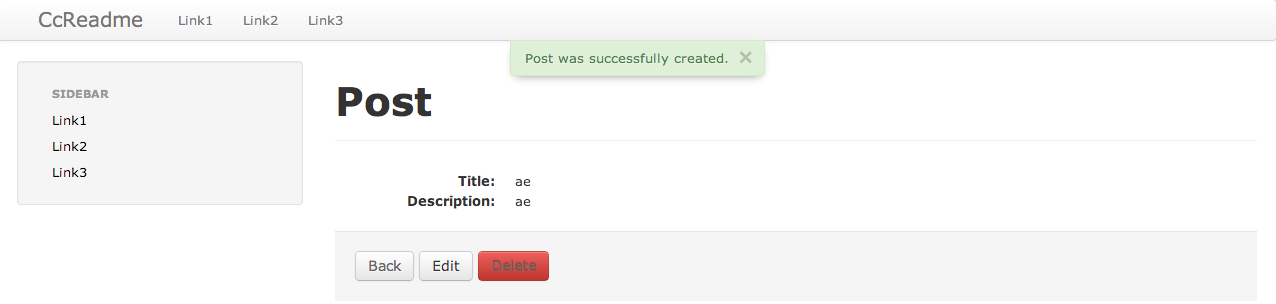 CcReadme Link1 Link2 Link3
Post was successfully created. ×
SIDEBAR
Link1
Link2
Link3
Post
Title: ae
Description: ae
Back Edit Delete